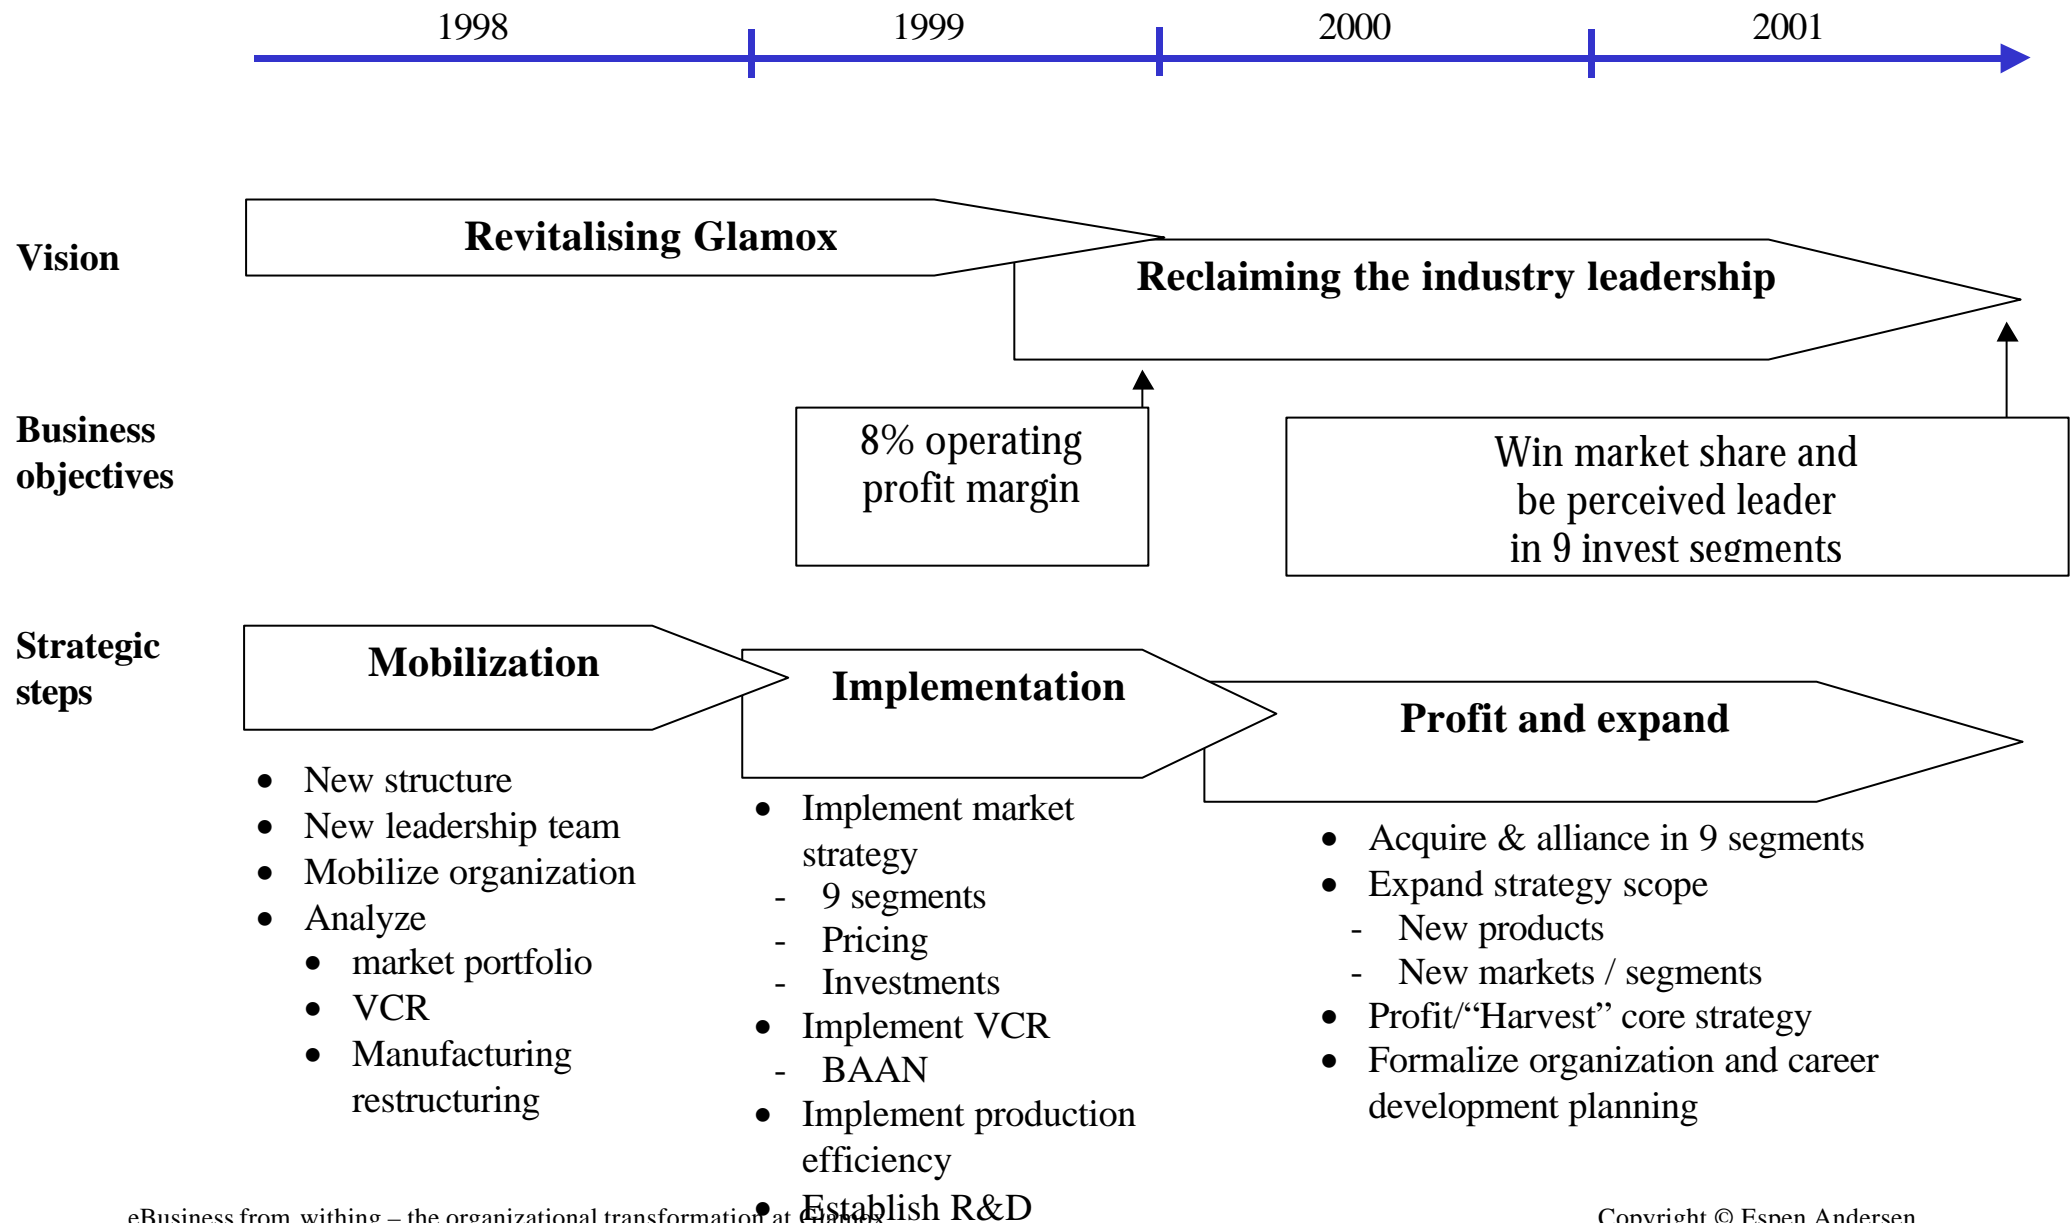 1998 1999 2000 2001
Vision
Revitalising Glamox
Reclaiming the industry leadership
Business
objectives
8% operating
profit margin
Win market share and
be perceived leader
in 9 invest segments
Strategic
steps
Mobilization
Implementation
Profit and expand
• New structure
• New leadership team
• Mobilize organization
• Analyze
• market portfolio
• VCR
• Manufacturing
restructuring
• Implement market
strategy
- 9 segments
- Pricing
- Investments
• Implement VCR
- BAAN
• Implement production
efficiency
• Establish R&D
• Acquire & alliance in 9 segments
• Expand strategy scope
- New products
- New markets / segments
• Profit/“Harvest” core strategy
• Formalize organization and career
development planning
eBusiness from withing – the organizational transformation at Glamox
Copyright © Espen Andersen